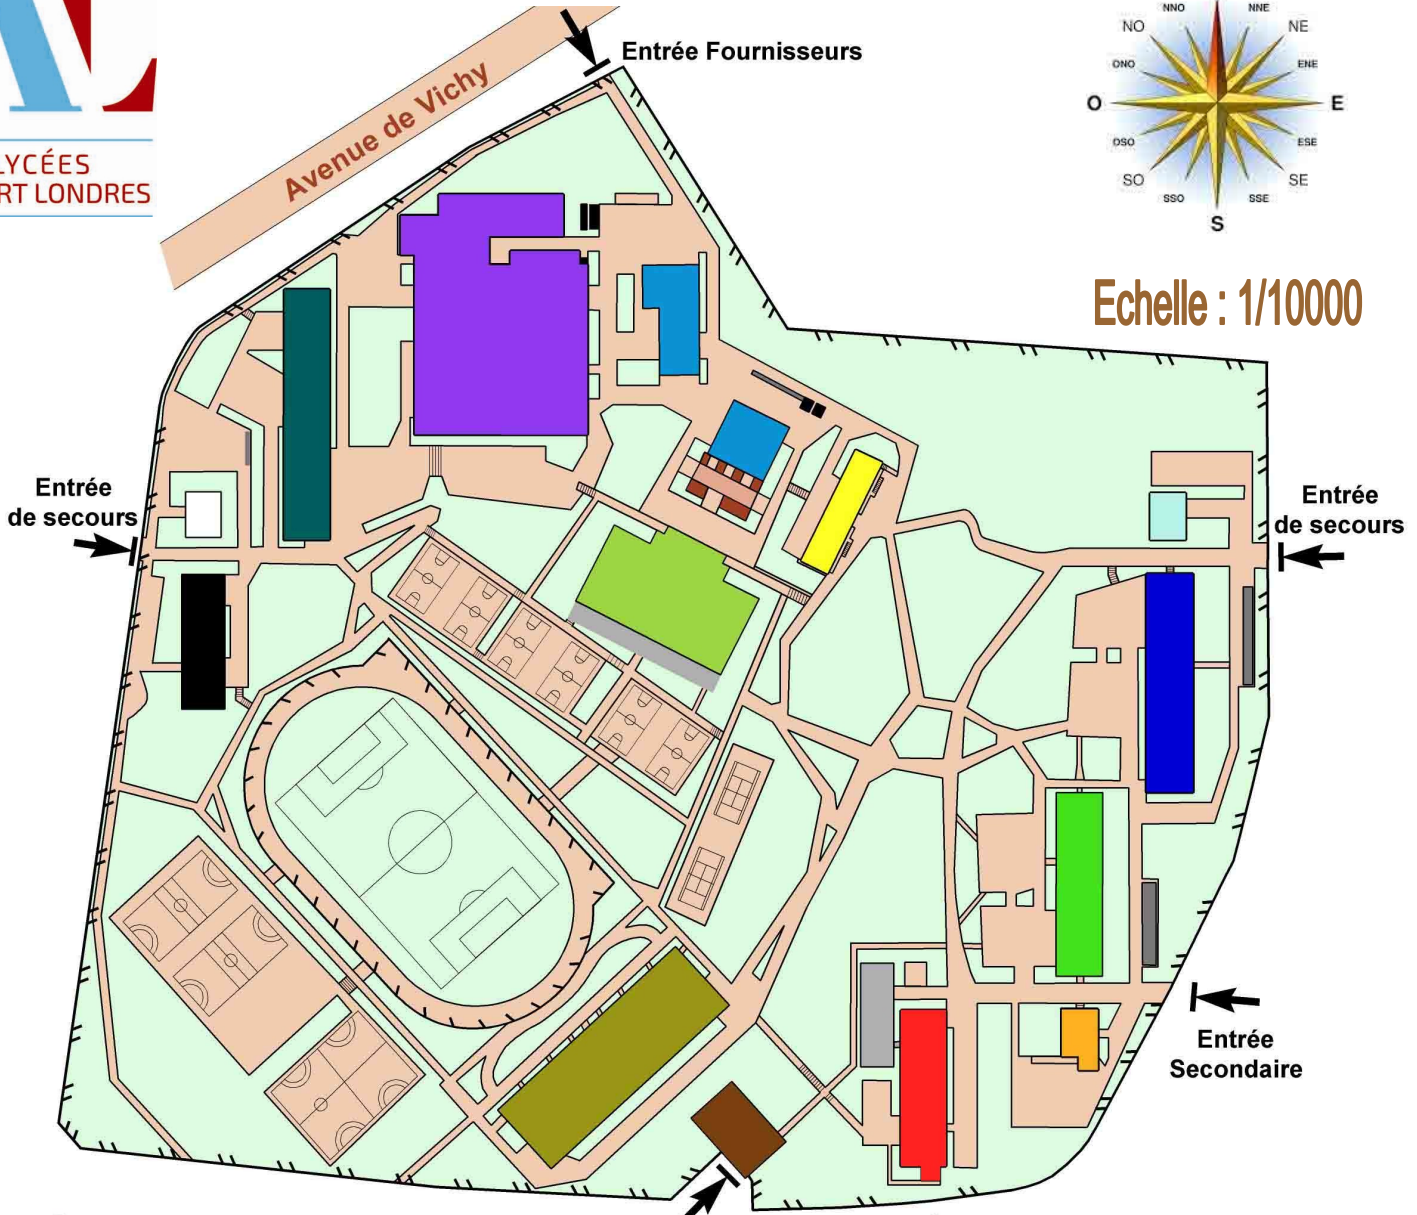 LYCÉES
RT LONDRES
Avenue de Vichy
Entrée Fournisseurs
NNO
NNE
NO
NE
ONO
ENE
O
E
OSO
ESE
SO
SE
SSO
SSE
S
Echelle : 1/10000
Entrée
de secours
Entrée
de secours
Entrée
Secondaire